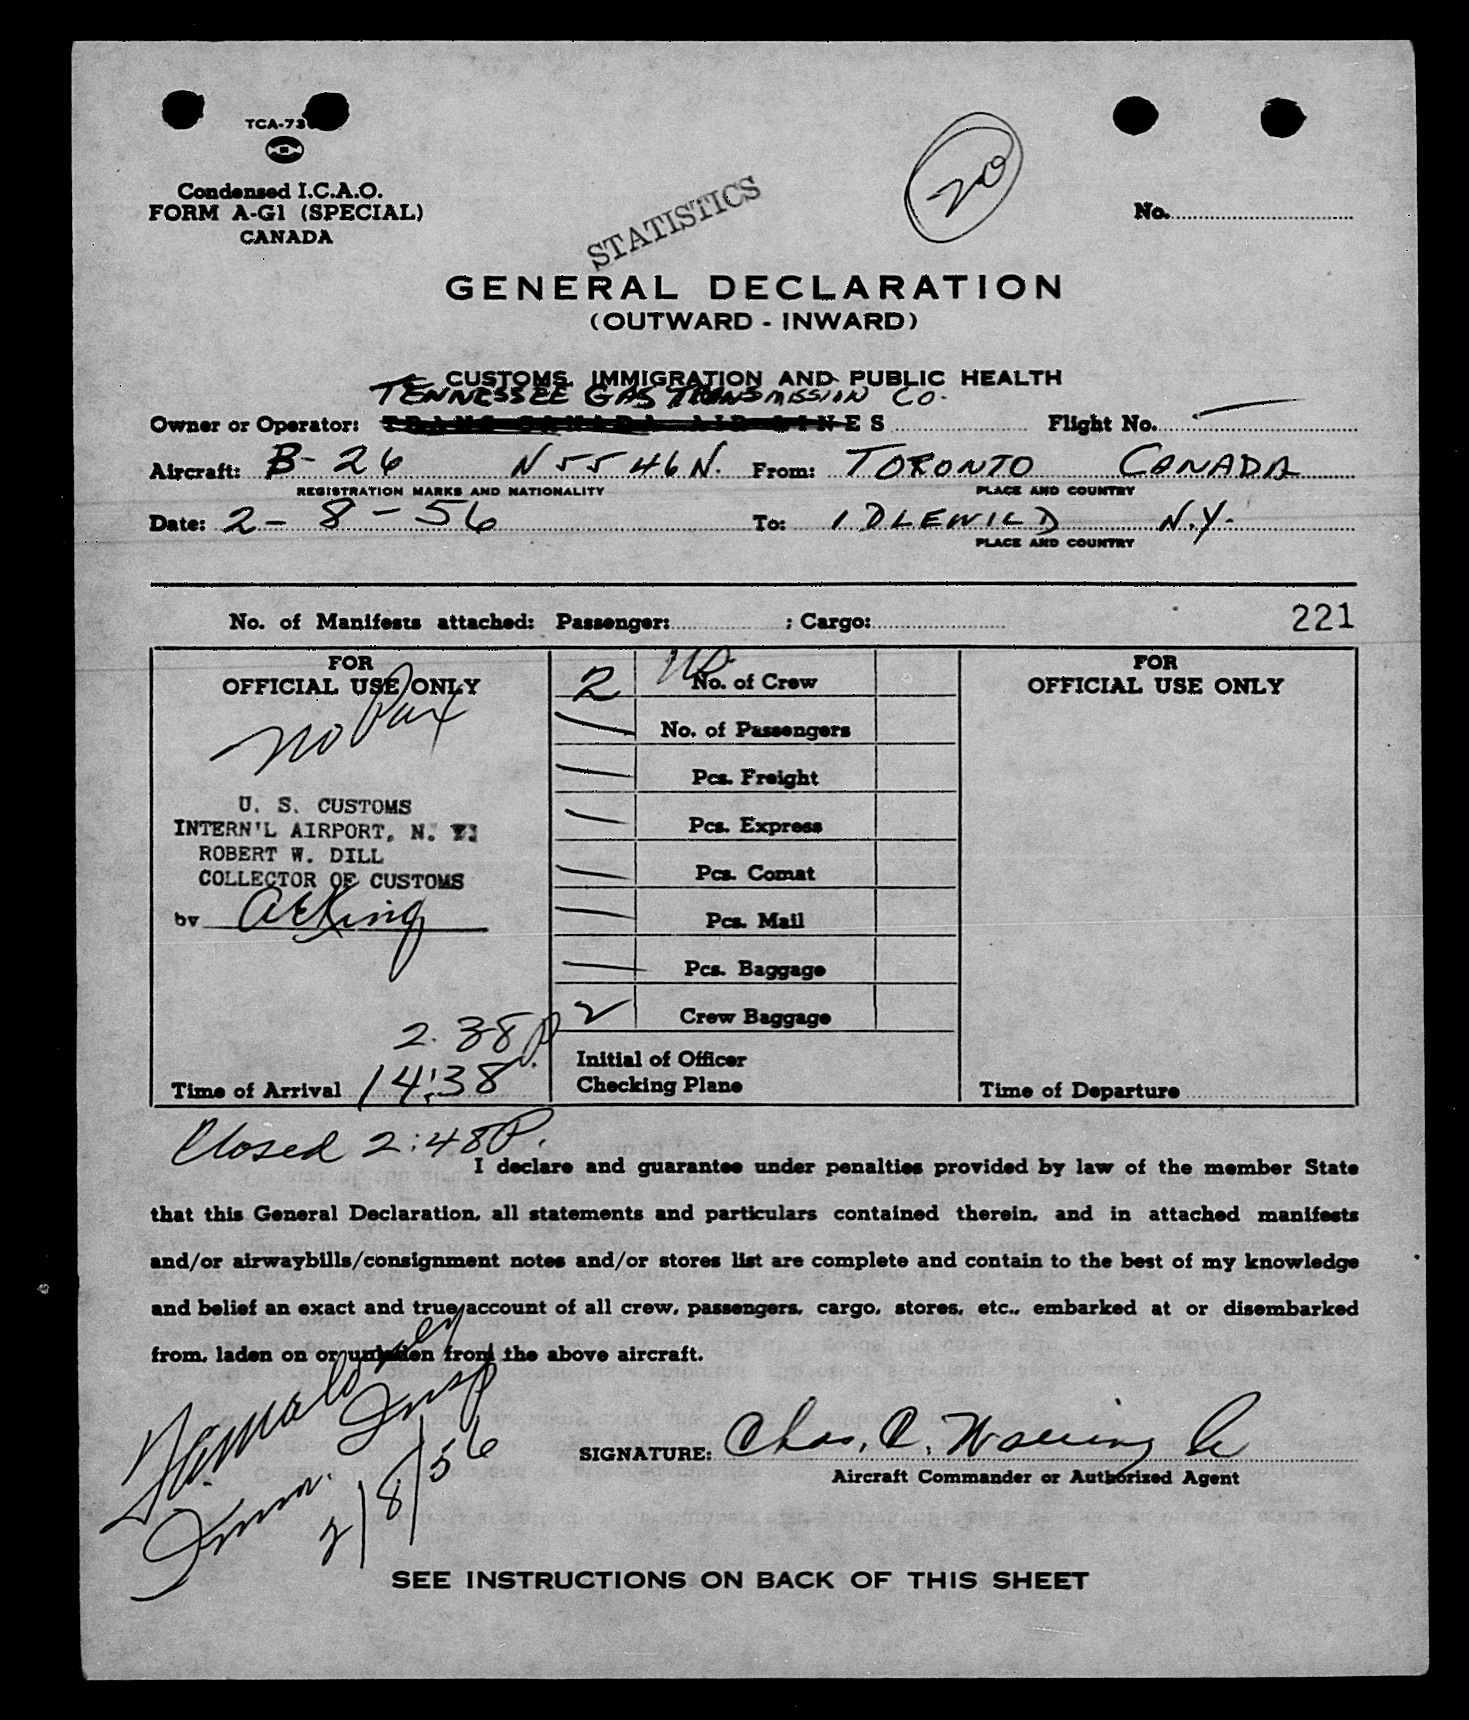 TCA-73
Condensed I.C.A.O.
FORM A-G1 (SPECIAL)
CANADA
STATISTICS
20
No.
GENERAL DECLARATION
(OUTWARD - INWARD)
CUSTOMS, IMMIGRATION AND PUBLIC HEALTH
TENNESSEE GAS TRANSMISSION CO.
Owner or Operator: TRANS-CANADA AIR LINES Flight No. —
Aircraft: B-26 N5546N. From: TORONTO CANADA
REGISTRATION MARKS AND NATIONALITY PLACE AND COUNTRY
Date: 2-8-56 To: IDLEWILD N.Y.
PLACE AND COUNTRY
No. of Manifests attached: Passenger: ; Cargo: 221
FOR
OFFICIAL USE ONLY
No Pax
U. S. CUSTOMS
INTERN'L AIRPORT, N. Y.
ROBERT W. DILL
COLLECTOR OF CUSTOMS
by AEKing
2.38P.
Time of Arrival 14:38
2 No. of Crew
— No. of Passengers
— Pcs. Freight
— Pcs. Express
— Pcs. Comat
— Pcs. Mail
— Pcs. Baggage
2 Crew Baggage
Initial of Officer
Checking Plane
FOR
OFFICIAL USE ONLY
Time of Departure
Closed 2:48P.
I declare and guarantee under penalties provided by law of the member State
that this General Declaration, all statements and particulars contained therein, and in attached manifests
and/or airwaybills/consignment notes and/or stores list are complete and contain to the best of my knowledge
and belief an exact and true account of all crew, passengers, cargo, stores, etc., embarked at or disembarked
from, laden on or unladen from the above aircraft.
Imm. Insp
2/8/56
SIGNATURE: Chas. C. Waering Jr
Aircraft Commander or Authorized Agent
SEE INSTRUCTIONS ON BACK OF THIS SHEET